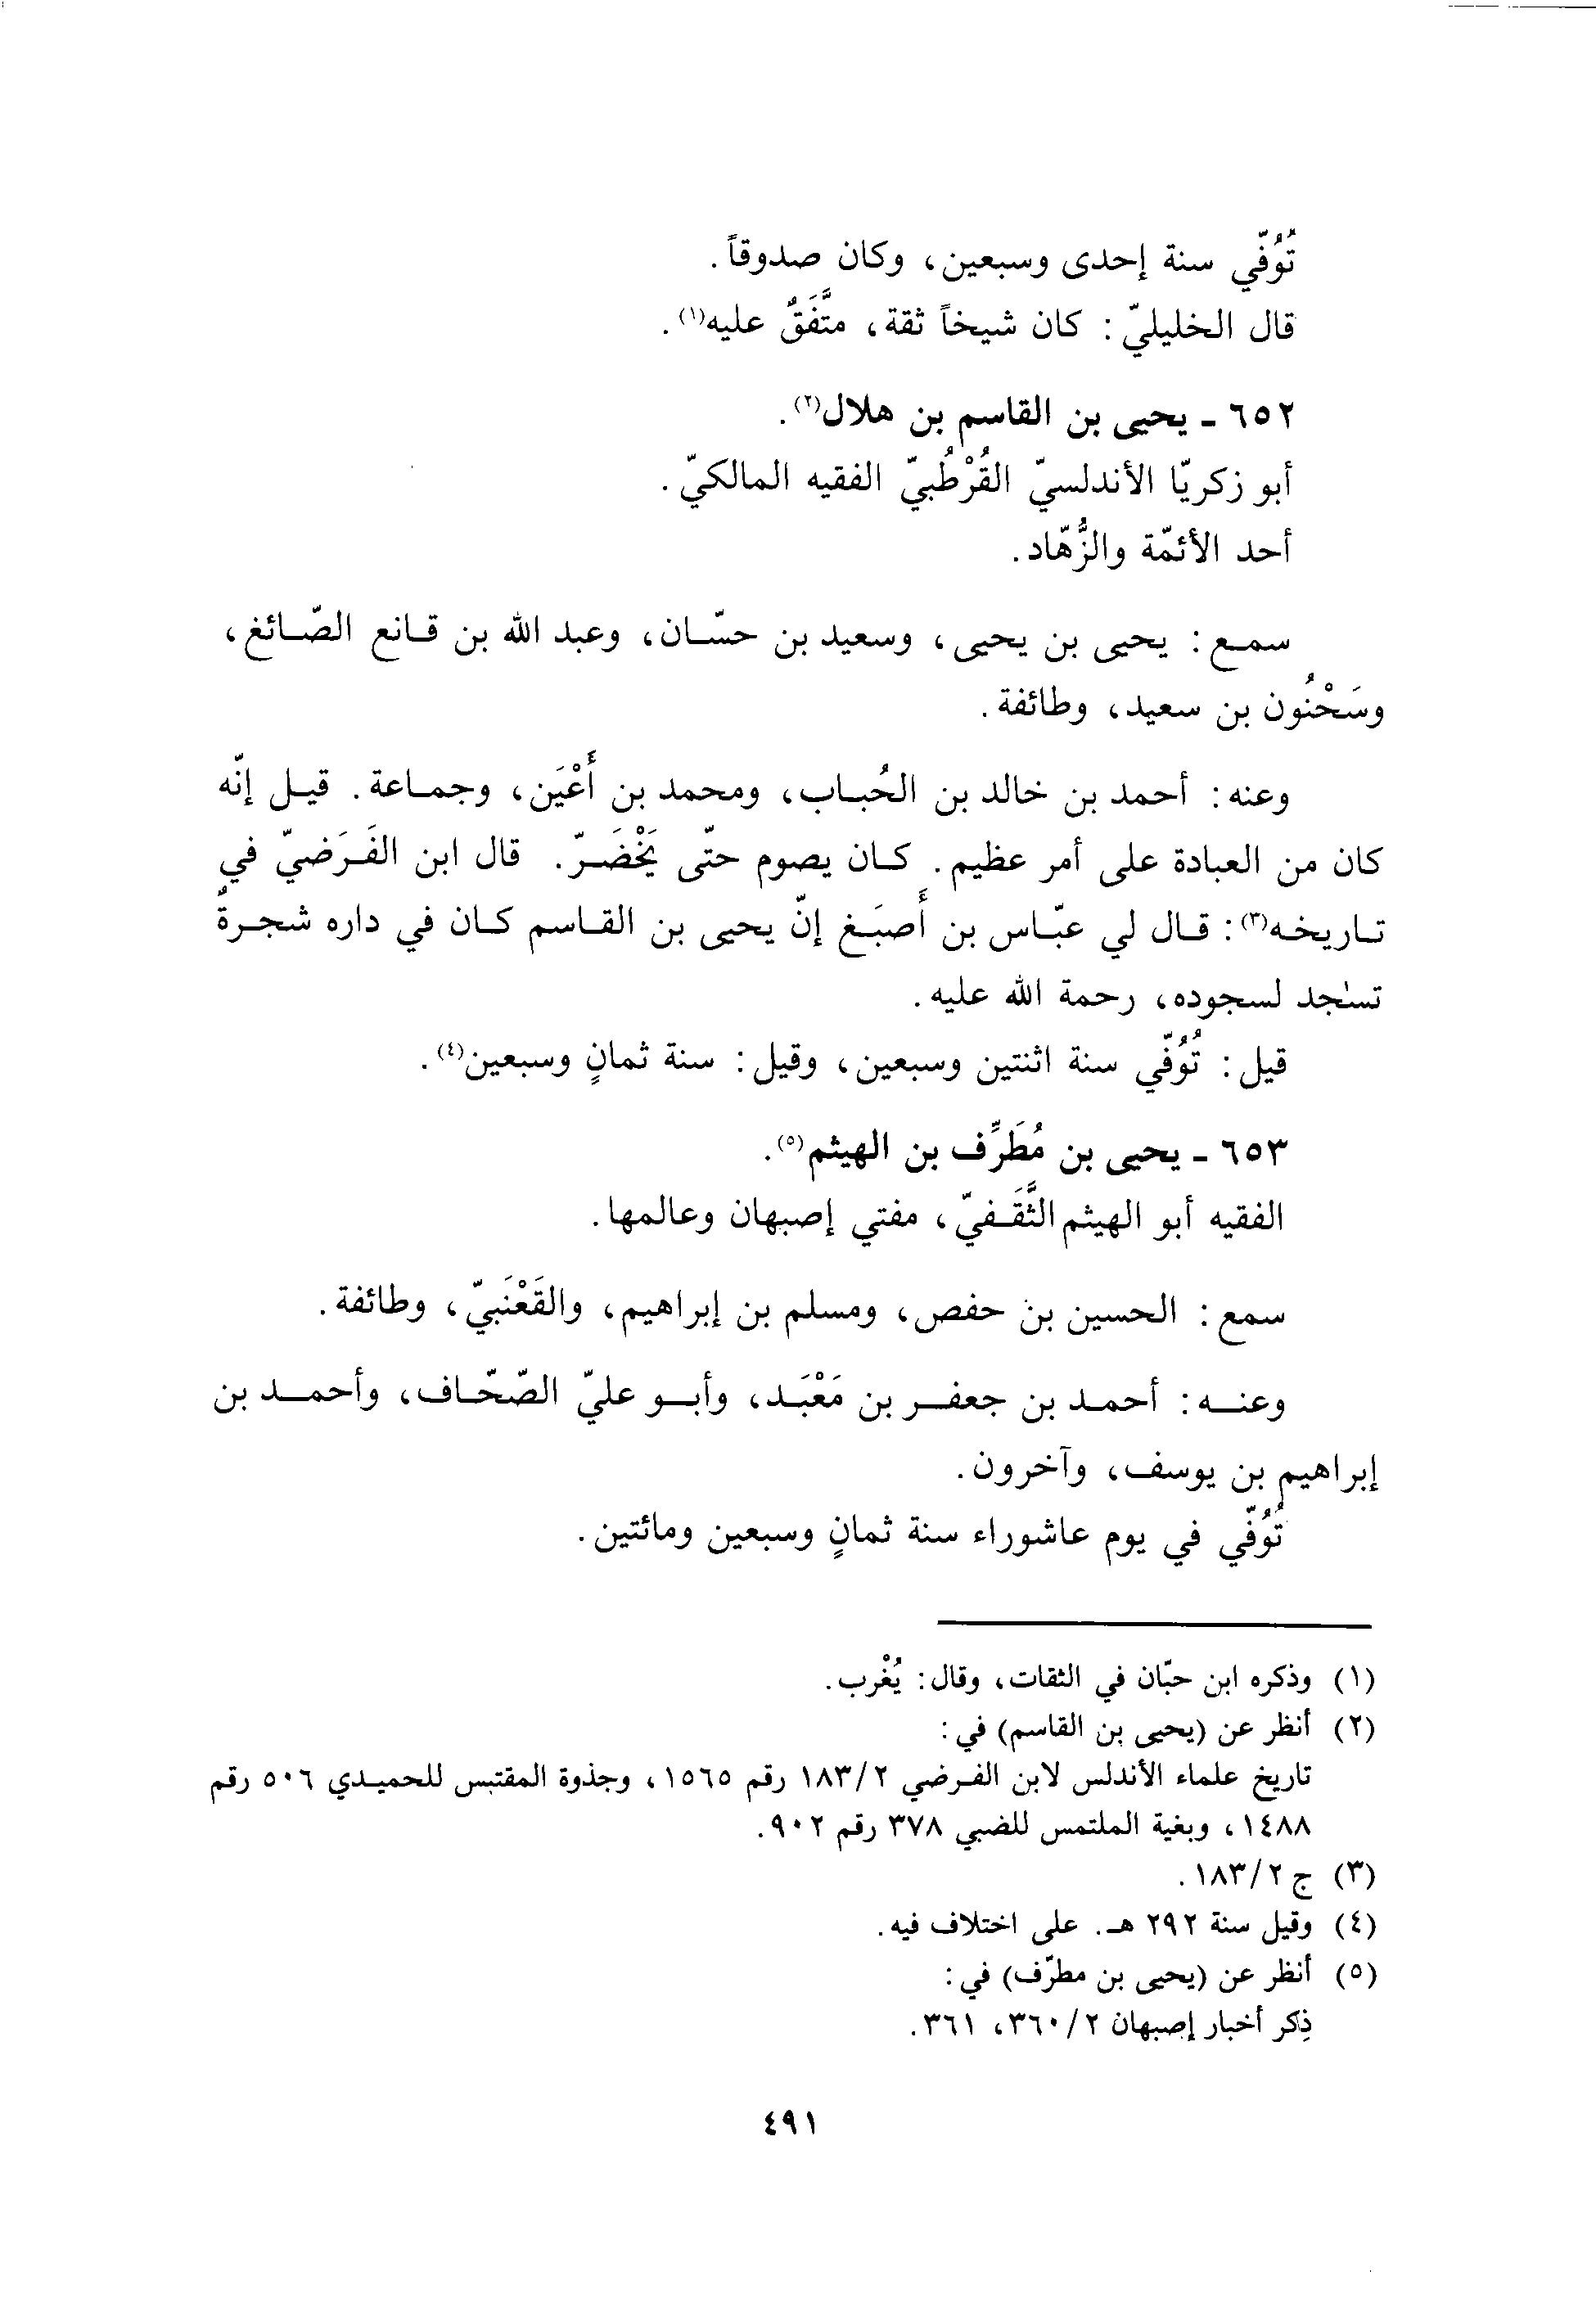 تُوُفّي سنة إحدى وسبعين، وكان صدوقاً.
قال الخليليّ: كان شيخاً ثقة، متَّفَقٌ عليه(١).
٦٥٢ - يحيى بن القاسم بن هلال(٢).
أبو زكريّا الأندلسيّ القُرْطُبيّ الفقيه المالكيّ.
أحد الأئمّة والزُّهّاد.
سمع: يحيى بن يحيى، وسعيد بن حسّان، وعبد الله بن قانع الصّائغ،
وسَحْنُون بن سعيد، وطائفة.
وعنه: أحمد بن خالد بن الحُباب، ومحمد بن أَعْيَن، وجماعة. قيل إنّه
كان من العبادة على أمر عظيم. كان يصوم حتّى يَخْضَرّ. قال ابن الفَرَضيّ في
تاريخه(٣): قال لي عبّاس بن أَصبَغ إنّ يحيى بن القاسم كان في داره شجرةٌ
تسجد لسجوده، رحمة الله عليه.
قيل: تُوُفّي سنة اثنتين وسبعين، وقيل: سنة ثمانٍ وسبعين(٤).
٦٥٣ - يحيى بن مُطَرِّف بن الهيثم(٥).
الفقيه أبو الهيثم الثَّقَفيّ، مفتي إصبهان وعالمها.
سمع: الحسين بن حفص، ومسلم بن إبراهيم، والقَعْنَبيّ، وطائفة.
وعنه: أحمد بن جعفر بن مَعْبَد، وأبو عليّ الصّحّاف، وأحمد بن
إبراهيم بن يوسف، وآخرون.
تُوُفّي في يوم عاشوراء سنة ثمانٍ وسبعين ومائتين.
(١) وذكره ابن حبّان في الثقات، وقال: يُغْرب.
(٢) أنظر عن (يحيى بن القاسم) في:
تاريخ علماء الأندلس لابن الفرضي ١٨٣/٢ رقم ١٥٦٥، وجذوة المقتبس للحميدي ٥٠٦ رقم
١٤٨٨، وبغية الملتمس للضبي ٣٧٨ رقم ٩٠٢.
(٣) ج ١٨٣/٢.
(٤) وقيل سنة ٢٩٢ هـ. على اختلاف فيه.
(٥) أنظر عن (يحيى بن مطرّف) في:
ذِكر أخبار إصبهان ٣٦٠/٢، ٣٦١.
٤٩١